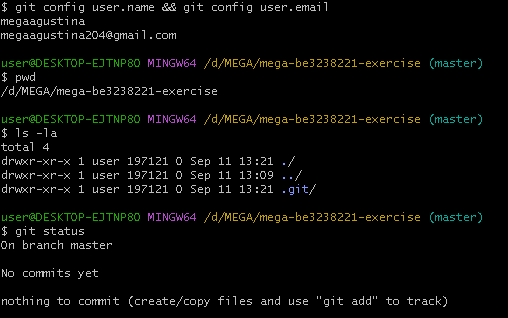 $ git config user.name && git config user.email
megaagustina
megaagustina204@gmail.com
user@DESKTOP-EJTNP8O MINGW64 /d/MEGA/mega-be3238221-exercise (master)
$ pwd
/d/MEGA/mega-be3238221-exercise
user@DESKTOP-EJTNP8O MINGW64 /d/MEGA/mega-be3238221-exercise (master)
$ ls -la
total 4
drwxr-xr-x 1 user 197121 0 Sep 11 13:21 ./
drwxr-xr-x 1 user 197121 0 Sep 11 13:09 ../
drwxr-xr-x 1 user 197121 0 Sep 11 13:21 .git/
user@DESKTOP-EJTNP8O MINGW64 /d/MEGA/mega-be3238221-exercise (master)
$ git status
On branch master
No commits yet
nothing to commit (create/copy files and use "git add" to track)